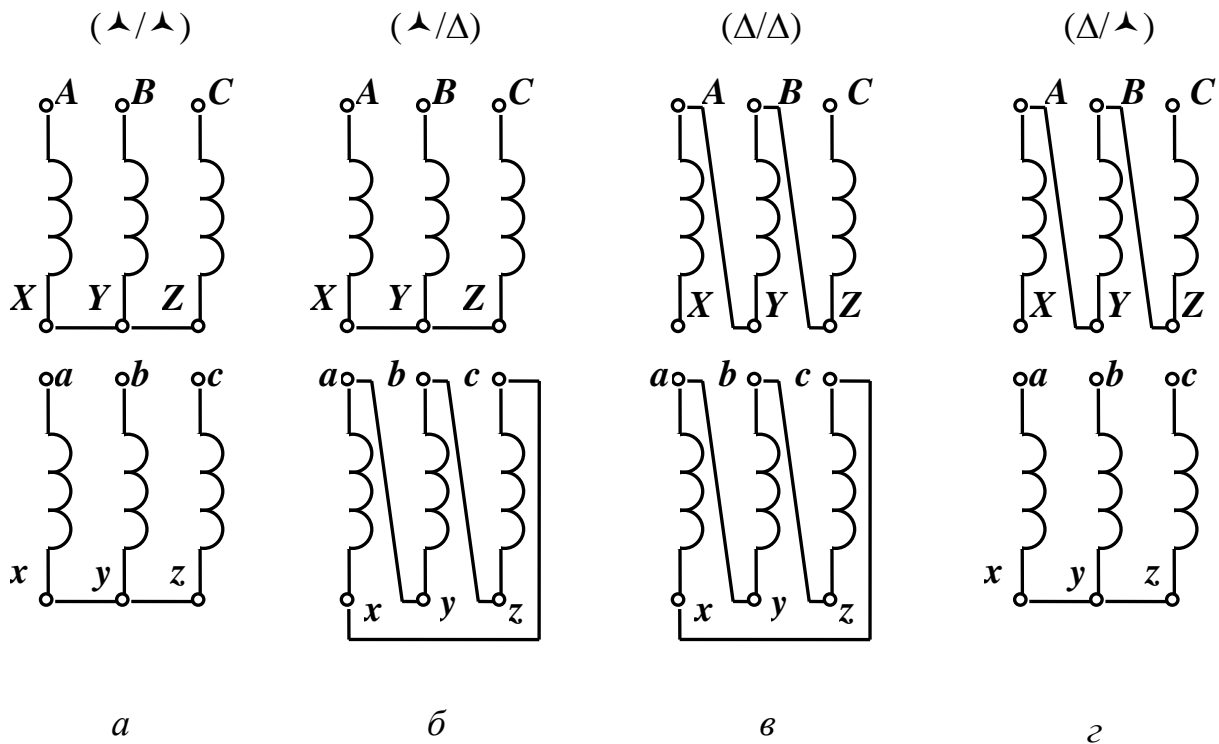 (⅄/⅄) (⅄/Δ) (Δ/Δ) (Δ/⅄)
A B C A B C A B C A B C
X Y Z X Y Z X Y Z X Y Z
a b c a b c a b c a b c
x y z x y z x y z x y z
а б в г